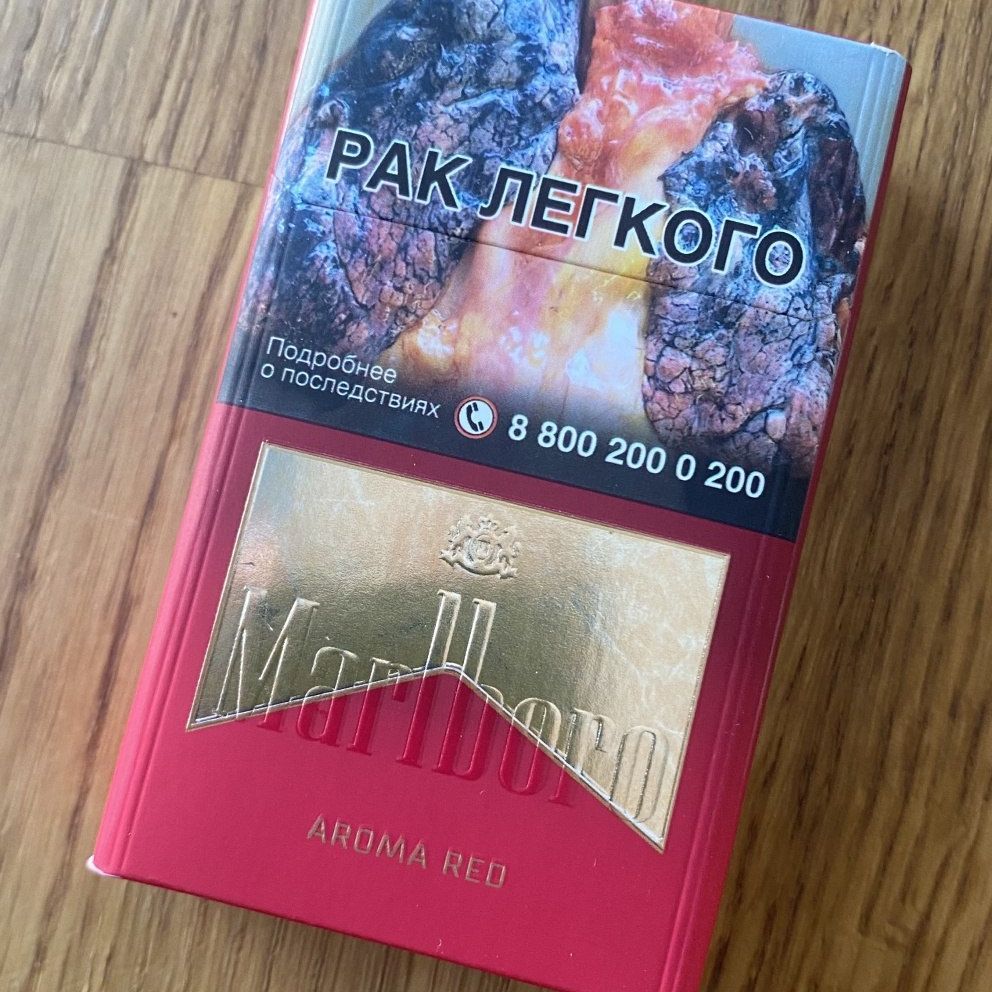 РАК ЛЕГКОГО
Подробнее
о последствиях
8 800 200 0 200
Marlboro
AROMA RED